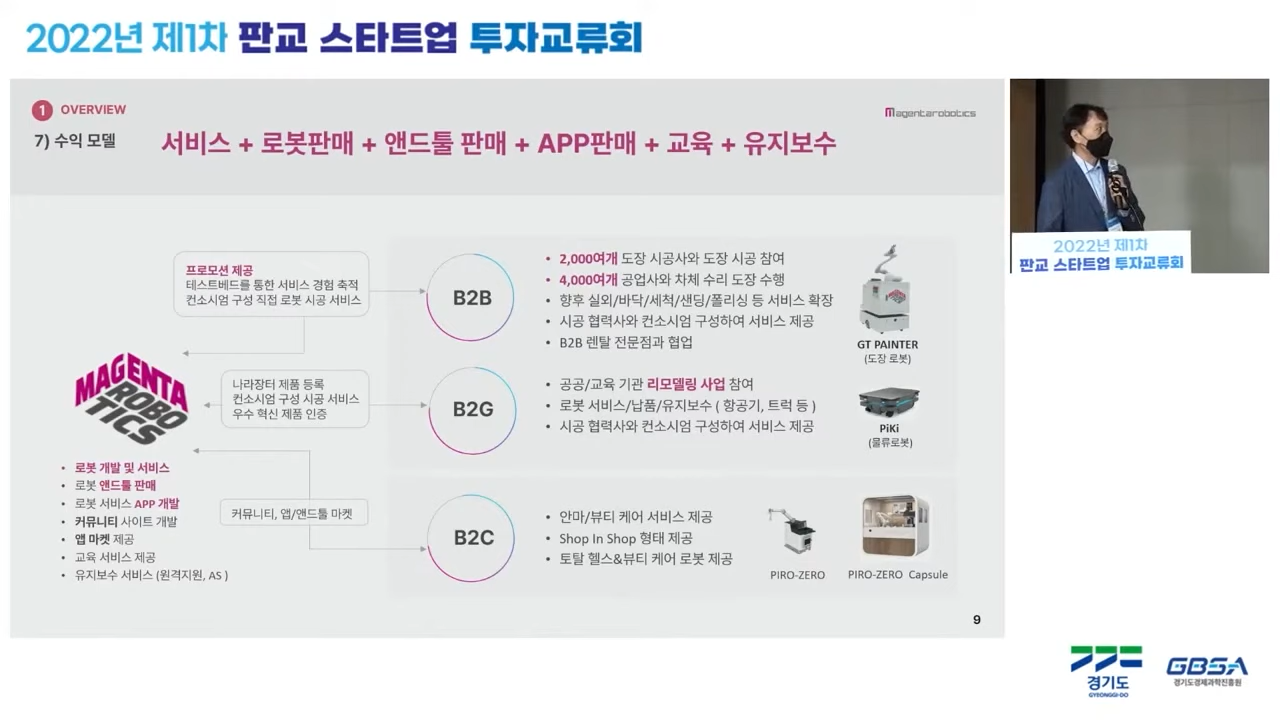 2022년 제1차 판교 스타트업 투자교류회
1 OVERVIEW
Magentarobotics
7) 수익 모델
서비스 + 로봇판매 + 앤드툴 판매 + APP판매 + 교육 + 유지보수
프로모션 제공
테스트베드를 통한 서비스 경험 축적
컨소시엄 구성 직접 로봇 시공 서비스
B2B
• 2,000여개 도장 시공사와 도장 시공 참여
• 4,000여개 공업사와 차체 수리 도장 수행
• 향후 실외/바닥/세척/샌딩/폴리싱 등 서비스 확장
• 시공 협력사와 컨소시엄 구성하여 서비스 제공
• B2B 렌탈 전문점과 협업
GT PAINTER
(도장 로봇)
MAGENTA
ROBO
TICS
나라장터 제품 등록
컨소시엄 구성 시공 서비스
우수 혁신 제품 인증
B2G
• 공공/교육 기관 리모델링 사업 참여
• 로봇 서비스/납품/유지보수 ( 항공기, 트럭 등 )
• 시공 협력사와 컨소시엄 구성하여 서비스 제공
PiKi
(물류로봇)
• 로봇 개발 및 서비스
• 로봇 앤드툴 판매
• 로봇 서비스 APP 개발
• 커뮤니티 사이트 개발
• 앱 마켓 제공
• 교육 서비스 제공
• 유지보수 서비스 (원격지원, AS )
커뮤니티, 앱/앤드툴 마켓
B2C
• 안마/뷰티 케어 서비스 제공
• Shop In Shop 형태 제공
• 토탈 헬스&뷰티 케어 로봇 제공
PIRO-ZERO
PIRO-ZERO Capsule
9
2022년 제1차
판교 스타트업 투자교류회
경기도
GYEONGGI-DO
GBSA
경기도경제과학진흥원